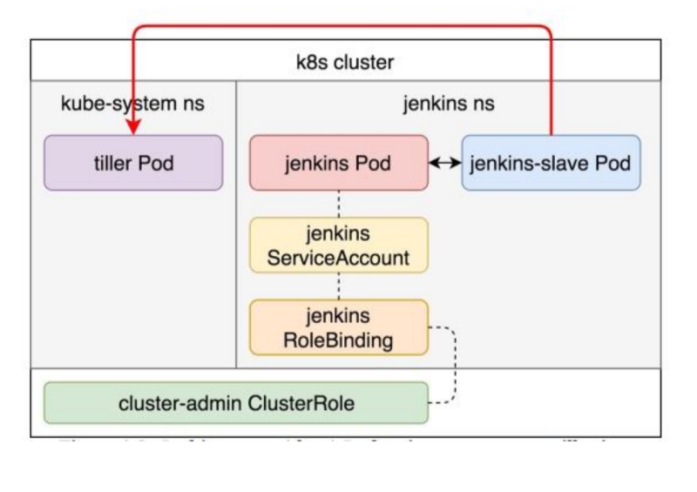 k8s cluster
kube-system ns
jenkins ns
tiller Pod
jenkins Pod
jenkins-slave Pod
jenkins
ServiceAccount
jenkins
RoleBinding
cluster-admin ClusterRole